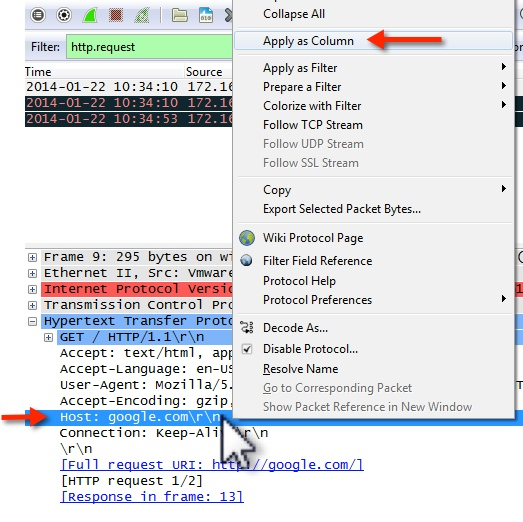 Collapse All
Apply as Column
Filter: http.request
Apply as Filter
Time Source
Prepare a Filter
2014-01-22 10:34:10 172.16
Colorize with Filter
2014-01-22 10:34:10 172.16
Follow TCP Stream
2014-01-22 10:34:53 172.16
Follow UDP Stream
Follow SSL Stream
Copy
Export Selected Packet Bytes...
Wiki Protocol Page
Filter Field Reference
Protocol Help
Protocol Preferences
Decode As...
Disable Protocol...
Resolve Name
Go to Corresponding Packet
Show Packet Reference in New Window
Frame 9: 295 bytes on wi
Ethernet II, Src: Vmware
Internet Protocol Versio
Transmission Control Pro
Hypertext Transfer Proto
GET / HTTP/1.1\r\n
Accept: text/html, app
Accept-Language: en-US
User-Agent: Mozilla/5.
Accept-Encoding: gzip,
Host: google.com\r\n
Connection: Keep-Aliv\r\n
\r\n
[Full request URI: http://google.com/]
[HTTP request 1/2]
[Response in frame: 13]